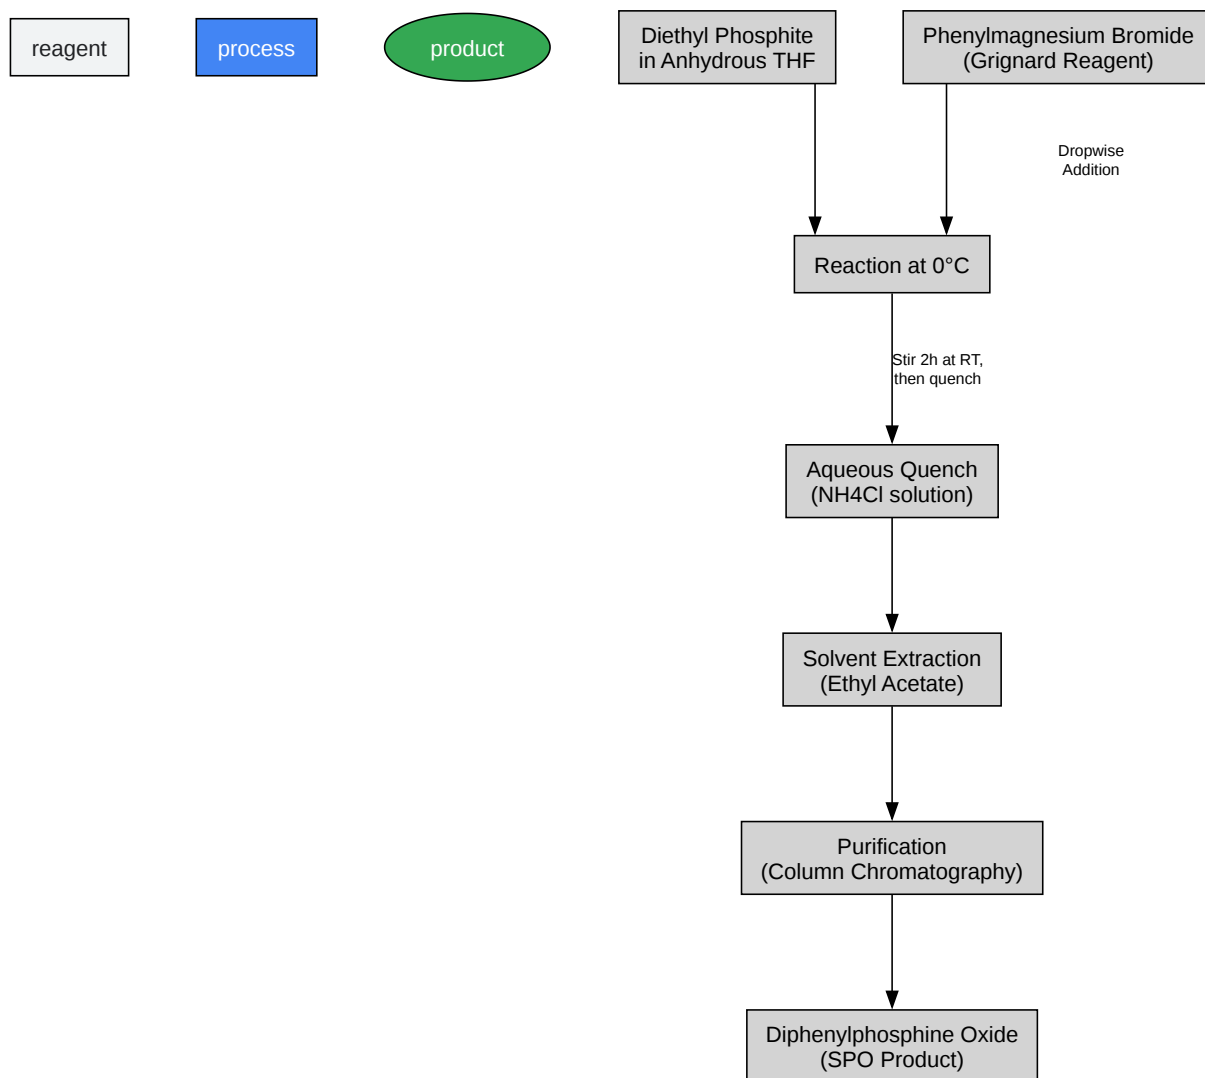 reagent
process
product
Diethyl Phosphite
in Anhydrous THF
Phenylmagnesium Bromide
(Grignard Reagent)
Dropwise
Addition
Reaction at 0°C
Stir 2h at RT,
then quench
Aqueous Quench
(NH4Cl solution)
Solvent Extraction
(Ethyl Acetate)
Purification
(Column Chromatography)
Diphenylphosphine Oxide
(SPO Product)